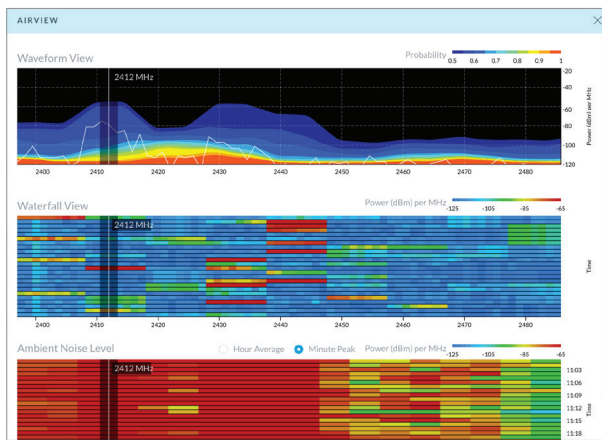 AIRVIEW
Waveform View
Probability
0.5 0.6 0.7 0.8 0.9 1
2412 MHz
-20
-40
-60
-80
-100
-120
Power (dBm) per MHz
2400 2410 2420 2430 2440 2450 2460 2470 2480
Waterfall View
Power (dBm) per MHz
-125 -105 -85 -65
2412 MHz
Time
2400 2410 2420 2430 2440 2450 2460 2470 2480
Ambient Noise Level
Hour Average
Minute Peak
Power (dBm) per MHz
-125 -105 -85 -65
2412 MHz
11:03
11:06
11:09
11:12
11:15
11:18
Time